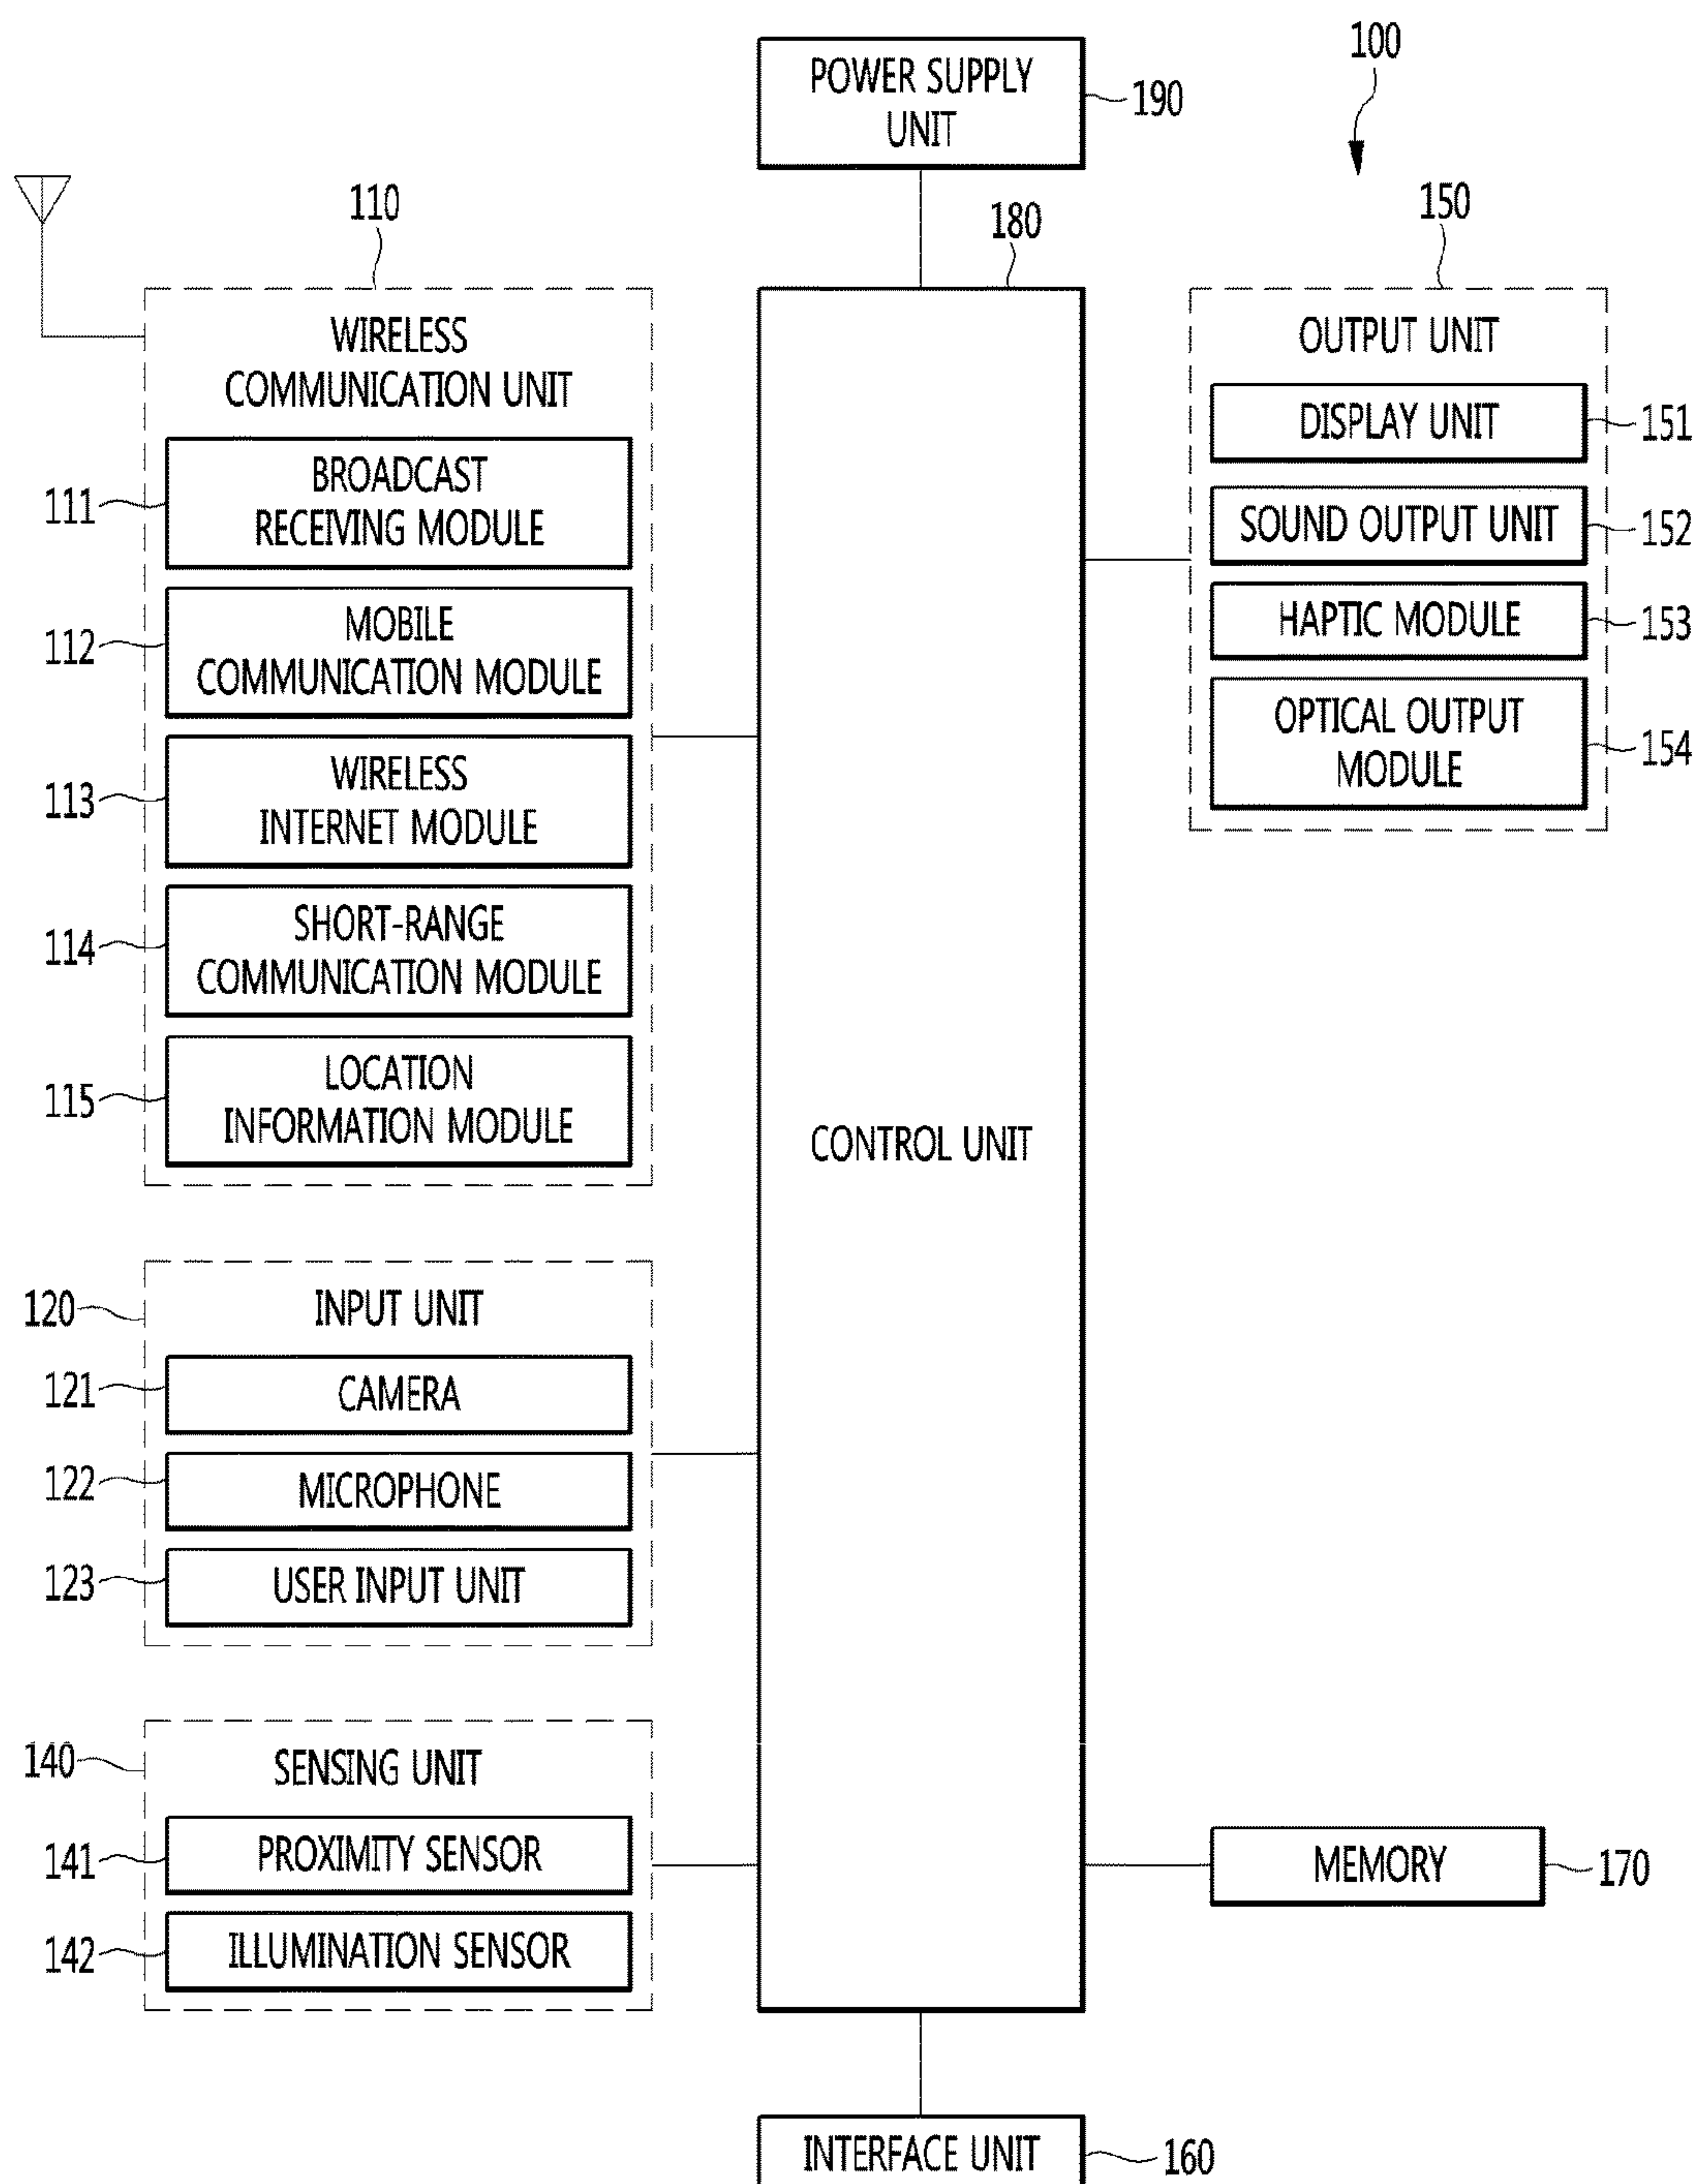 100
POWER SUPPLY
UNIT
190
110
180
150
WIRELESS
COMMUNICATION UNIT
BROADCAST
RECEIVING MODULE
111
MOBILE
COMMUNICATION MODULE
112
WIRELESS
INTERNET MODULE
113
SHORT-RANGE
COMMUNICATION MODULE
114
LOCATION
INFORMATION MODULE
115
120
INPUT UNIT
121
CAMERA
122
MICROPHONE
123
USER INPUT UNIT
140
SENSING UNIT
141
PROXIMITY SENSOR
142
ILLUMINATION SENSOR
CONTROL UNIT
OUTPUT UNIT
DISPLAY UNIT
151
SOUND OUTPUT UNIT
152
HAPTIC MODULE
153
OPTICAL OUTPUT
MODULE
154
MEMORY
170
INTERFACE UNIT
160